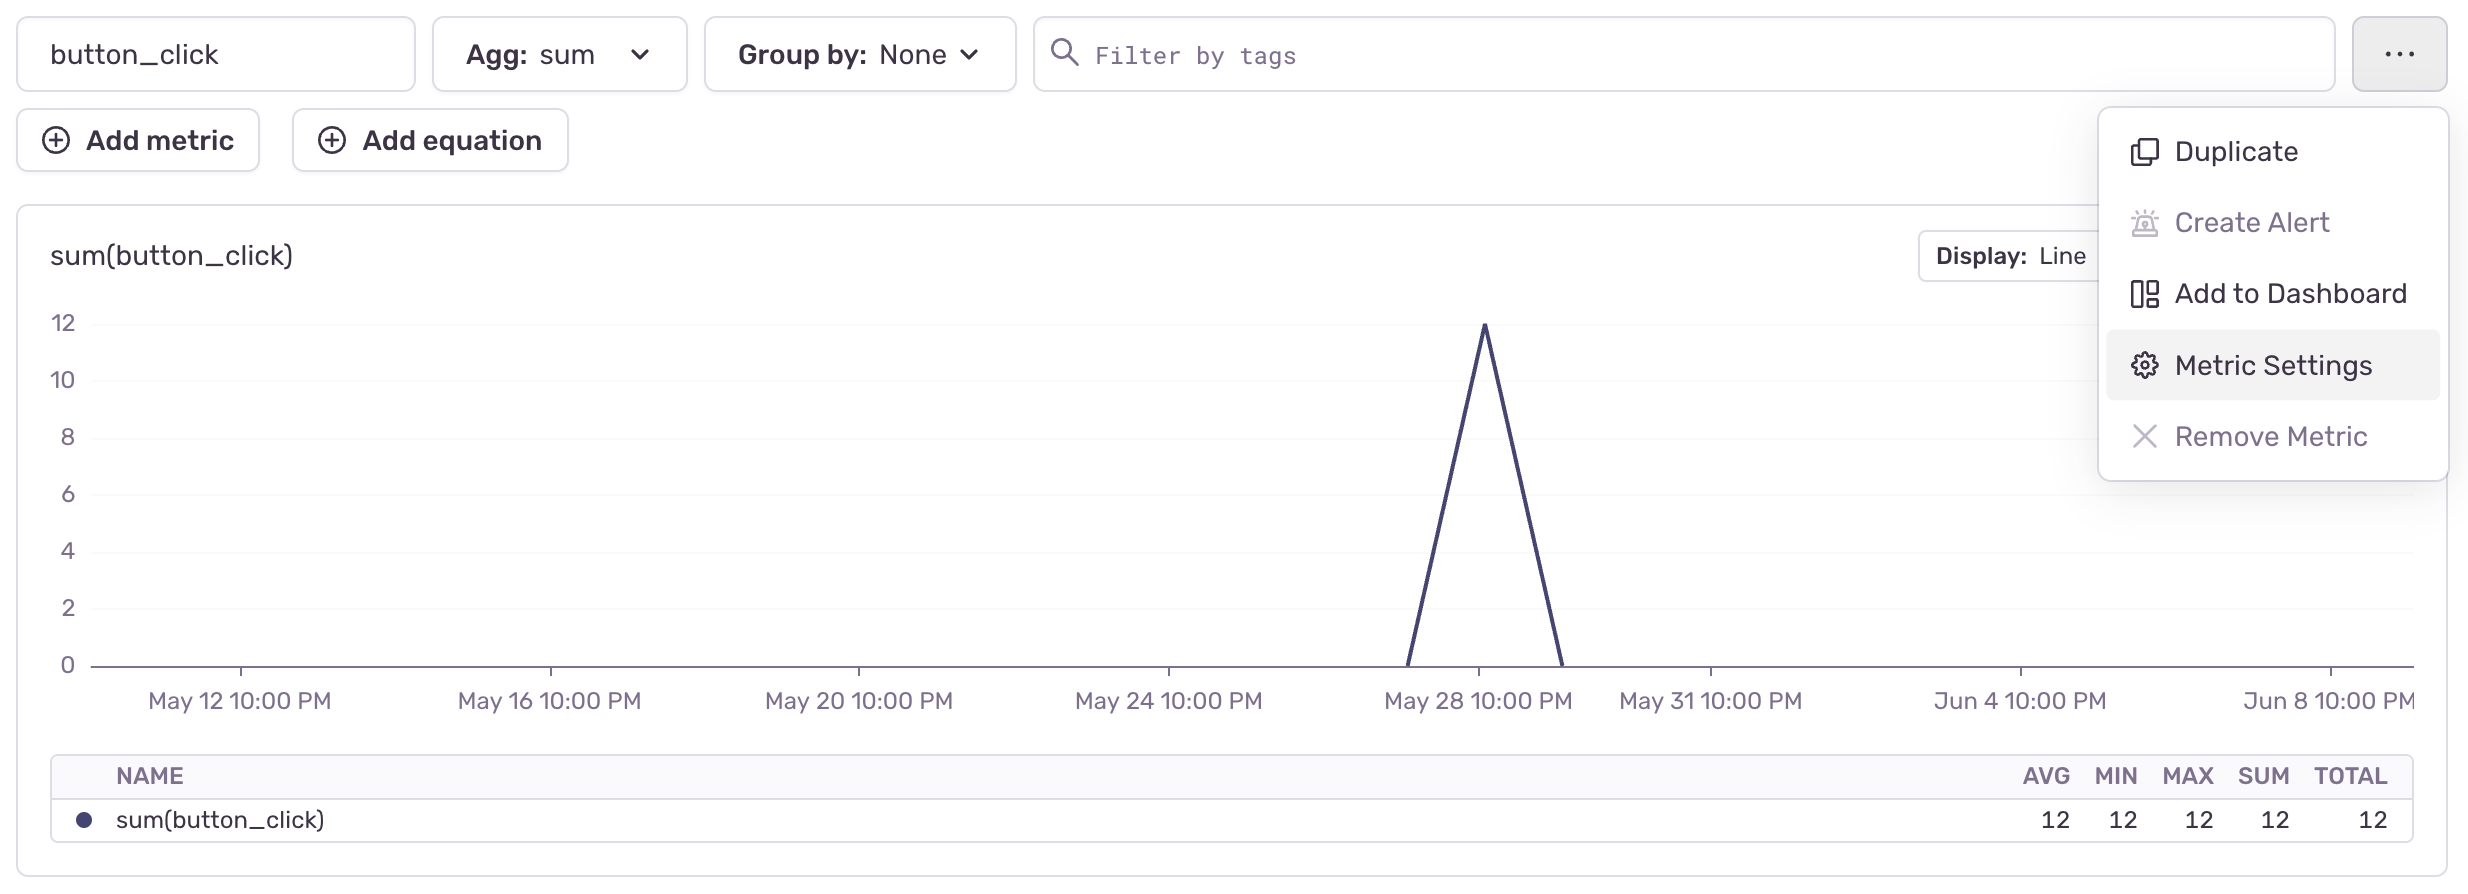 button_click
Agg: sum
Group by: None
Filter by tags
...
Add metric
Add equation
Duplicate
Create Alert
Add to Dashboard
Metric Settings
Remove Metric
sum(button_click)
Display: Line
12
10
8
6
4
2
0
May 12 10:00 PM May 16 10:00 PM May 20 10:00 PM May 24 10:00 PM May 28 10:00 PM May 31 10:00 PM Jun 4 10:00 PM Jun 8 10:00 PM
NAME AVG MIN MAX SUM TOTAL
sum(button_click) 12 12 12 12 12